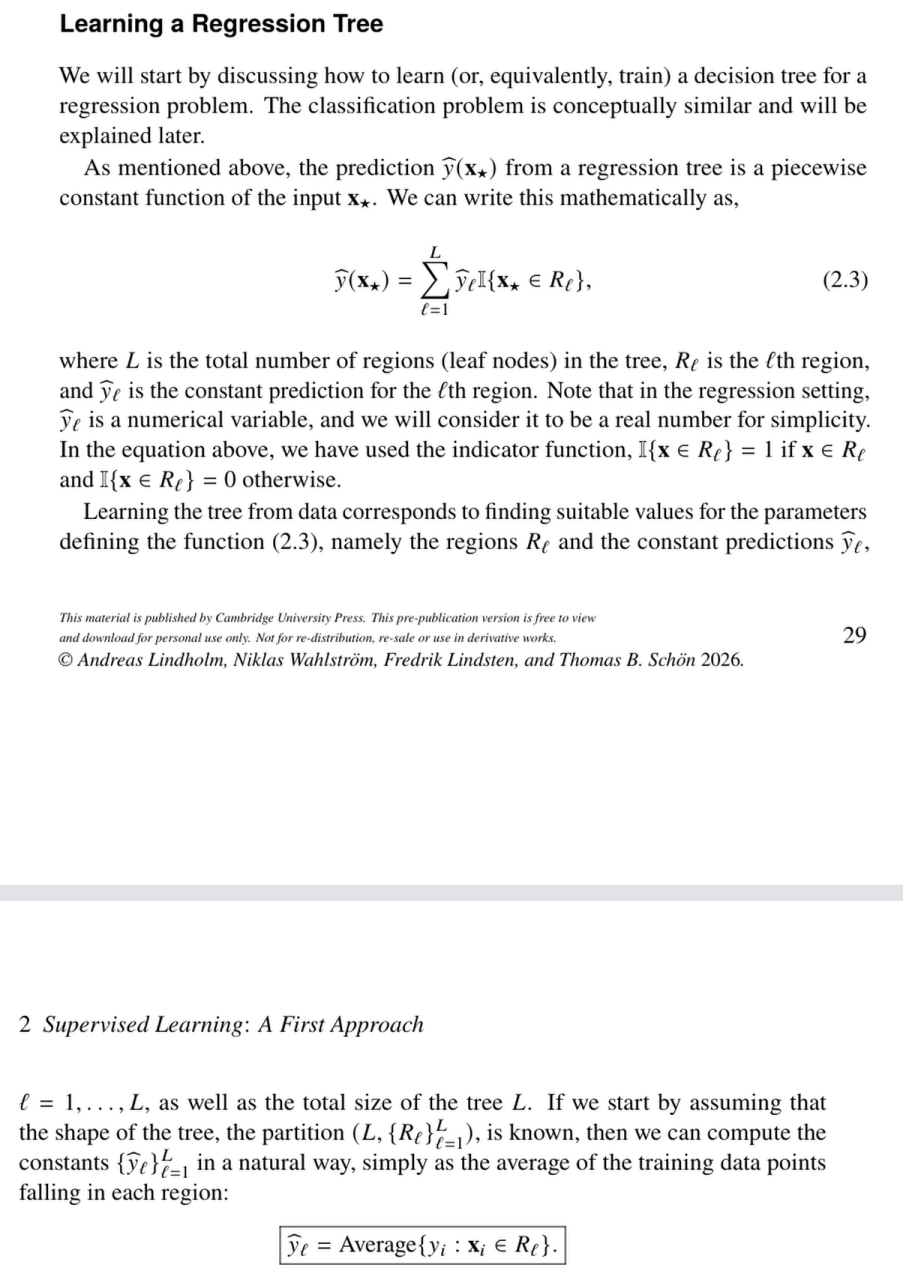 Learning a Regression Tree
We will start by discussing how to learn (or, equivalently, train) a decision tree for a
regression problem. The classification problem is conceptually similar and will be
explained later.
As mentioned above, the prediction ŷ(x⋆) from a regression tree is a piecewise
constant function of the input x⋆. We can write this mathematically as,
ŷ(x⋆) = ∑_{ℓ=1}^{L} ŷ_ℓ 𝕀{x⋆ ∈ R_ℓ}, (2.3)
where L is the total number of regions (leaf nodes) in the tree, R_ℓ is the ℓth region,
and ŷ_ℓ is the constant prediction for the ℓth region. Note that in the regression setting,
ŷ_ℓ is a numerical variable, and we will consider it to be a real number for simplicity.
In the equation above, we have used the indicator function, 𝕀{x ∈ R_ℓ} = 1 if x ∈ R_ℓ
and 𝕀{x ∈ R_ℓ} = 0 otherwise.
Learning the tree from data corresponds to finding suitable values for the parameters
defining the function (2.3), namely the regions R_ℓ and the constant predictions ŷ_ℓ,
This material is published by Cambridge University Press. This pre-publication version is free to view
and download for personal use only. Not for re-distribution, re-sale or use in derivative works.
© Andreas Lindholm, Niklas Wahlström, Fredrik Lindsten, and Thomas B. Schön 2026.
29
2 Supervised Learning: A First Approach
ℓ = 1, . . . , L, as well as the total size of the tree L. If we start by assuming that
the shape of the tree, the partition (L, {R_ℓ}_{ℓ=1}^{L}), is known, then we can compute the
constants {ŷ_ℓ}_{ℓ=1}^{L} in a natural way, simply as the average of the training data points
falling in each region:
ŷ_ℓ = Average{y_i : x_i ∈ R_ℓ}.